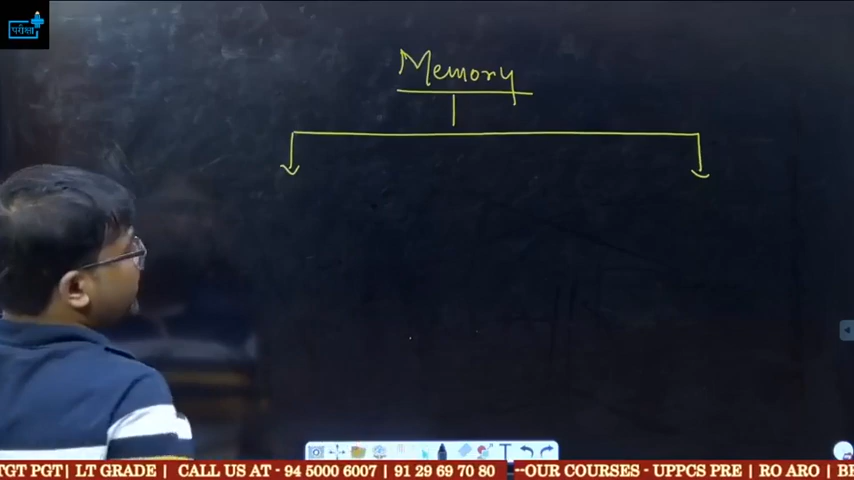 परीक्षा
Memory
TGT PGT| | LT GRADE | CALL US AT - 94 5000 6007 | 91 29 69 70 80 --OUR COURSES - UPPCS PRE | RO ARO |